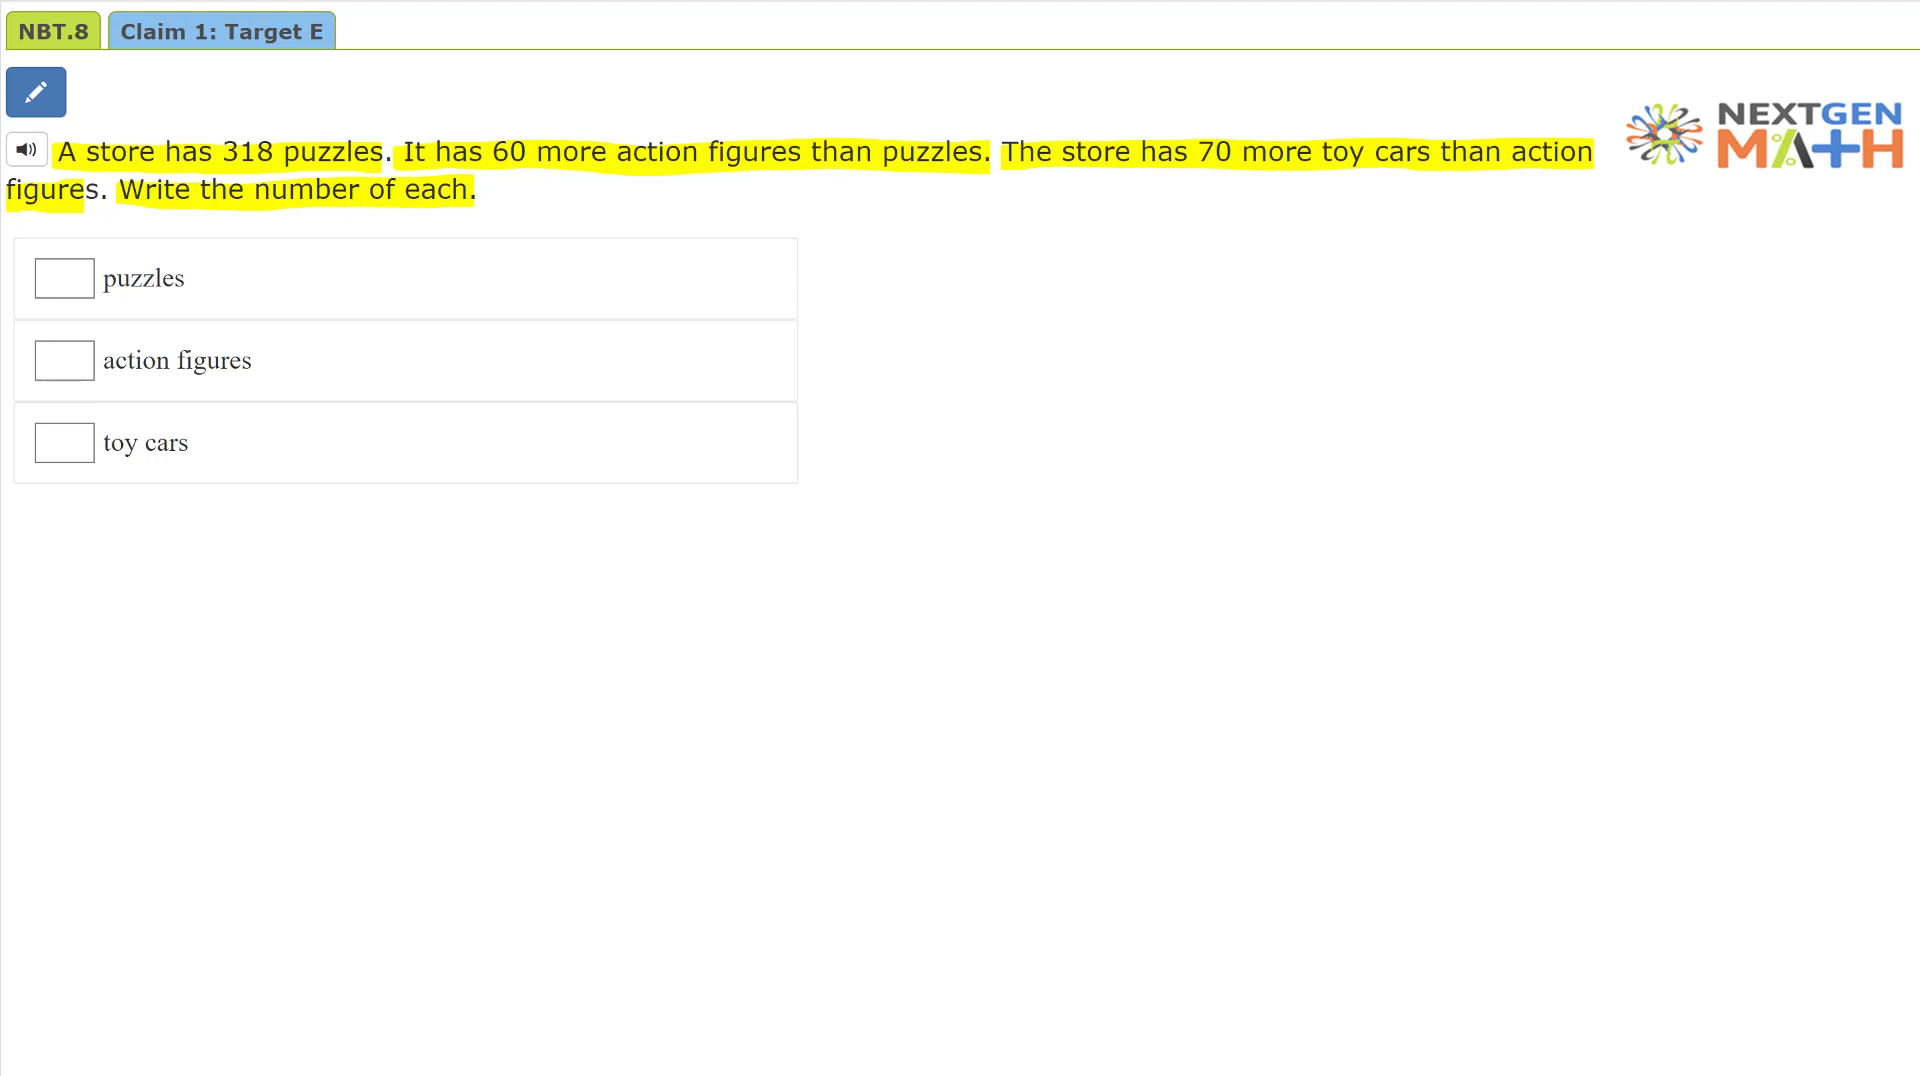 NBT.8 Claim 1: Target E
NEXTGEN
MATH
A store has 318 puzzles. It has 60 more action figures than puzzles. The store has 70 more toy cars than action
figures. Write the number of each.
puzzles
action figures
toy cars